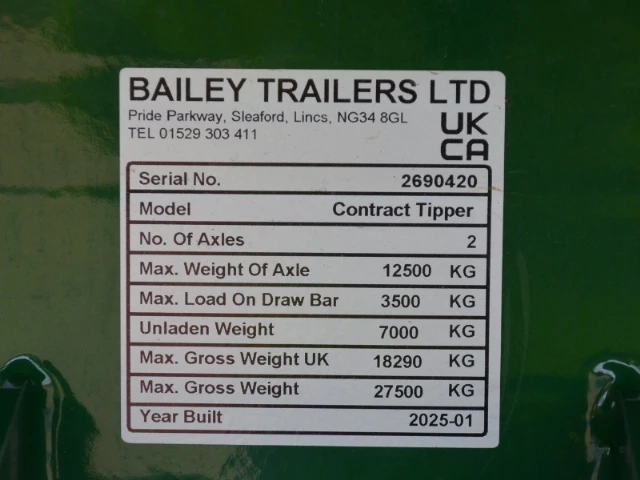 BAILEY TRAILERS LTD
Pride Parkway, Sleaford, Lincs, NG34 8GL
TEL 01529 303 411
UK
CA
Serial No. 2690420
Model Contract Tipper
No. Of Axles 2
Max. Weight Of Axle 12500 KG
Max. Load On Draw Bar 3500 KG
Unladen Weight 7000 KG
Max. Gross Weight UK 18290 KG
Max. Gross Weight 27500 KG
Year Built 2025-01